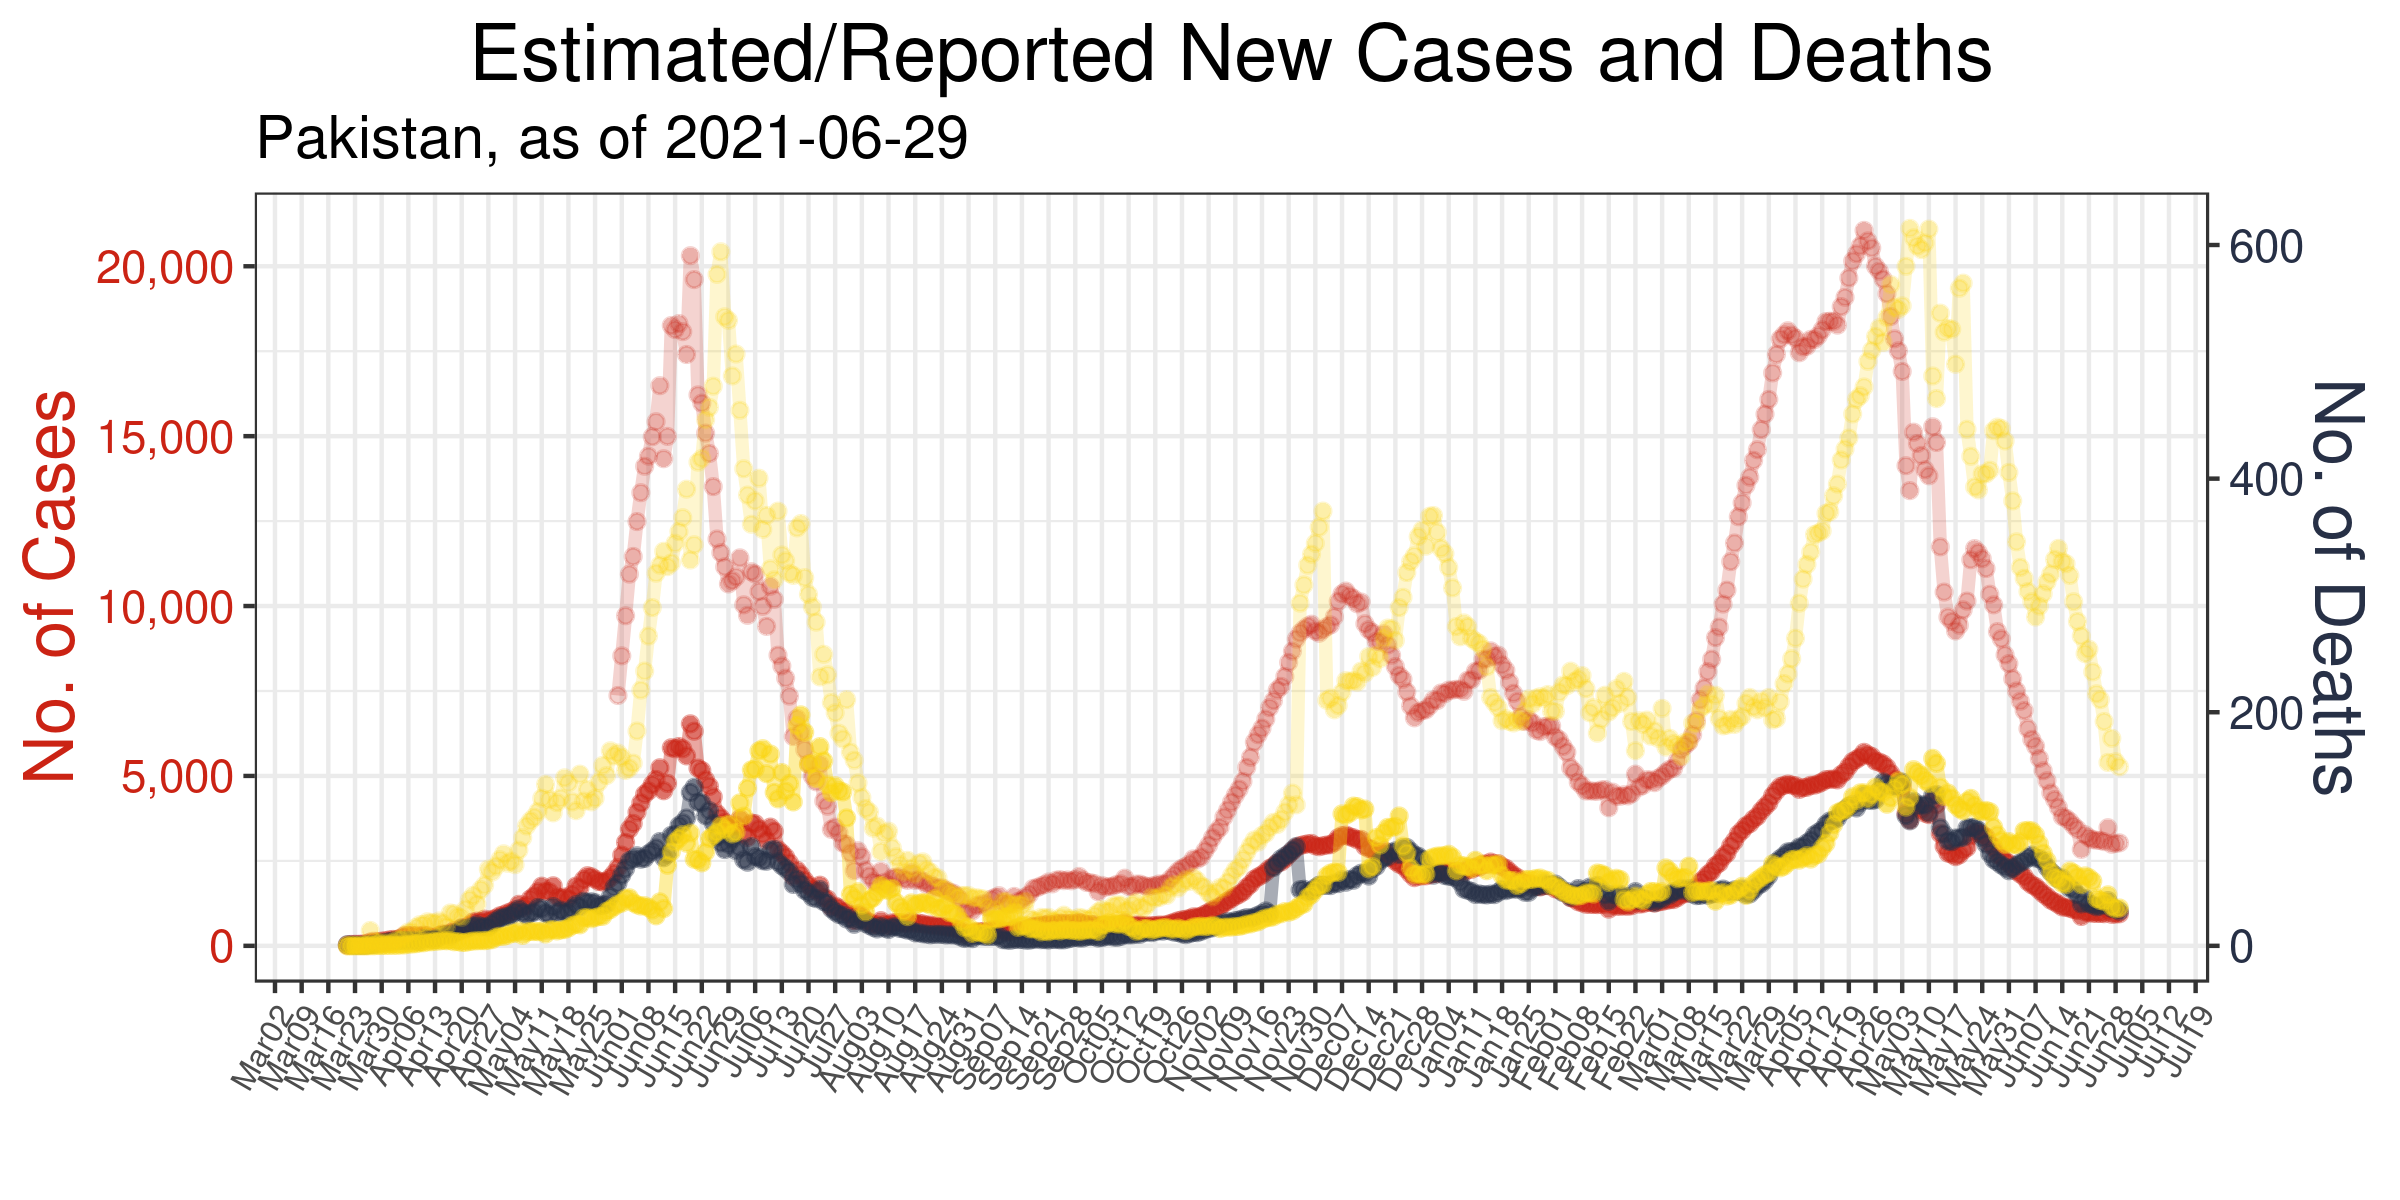 Estimated/Reported New Cases and Deaths
Pakistan, as of 2021-06-29
No. of Cases
20,000
15,000
10,000
5,000
0
600
400
200
0
No. of Deaths
Mar02
Mar09
Mar16
Mar23
Mar30
Apr06
Apr13
Apr20
Apr27
May04
May11
May18
May25
Jun01
Jun08
Jun15
Jun22
Jun29
Jul06
Jul13
Jul20
Jul27
Aug03
Aug10
Aug17
Aug24
Aug31
Sep07
Sep14
Sep21
Sep28
Oct05
Oct12
Oct19
Oct26
Nov02
Nov09
Nov16
Nov23
Nov30
Dec07
Dec14
Dec21
Dec28
Jan04
Jan11
Jan18
Jan25
Feb01
Feb08
Feb15
Feb22
Mar01
Mar08
Mar15
Mar22
Mar29
Apr05
Apr12
Apr19
Apr26
May03
May10
May17
May24
May31
Jun07
Jun14
Jun21
Jun28
Jul05
Jul12
Jul19